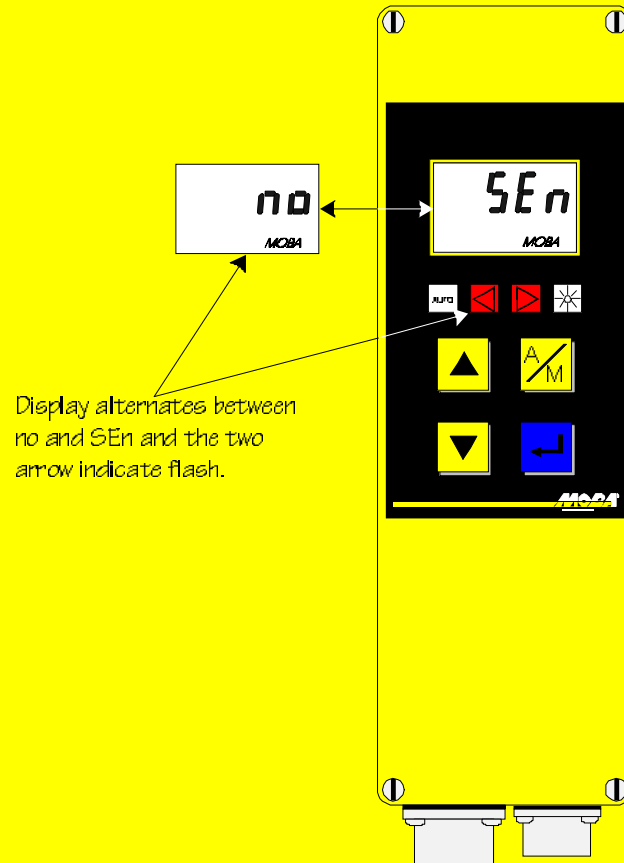 no
MOBA
SEn
MOBA
AUTO
A/M
Display alternates between
no and SEn and the two
arrow indicate flash.
MOBA